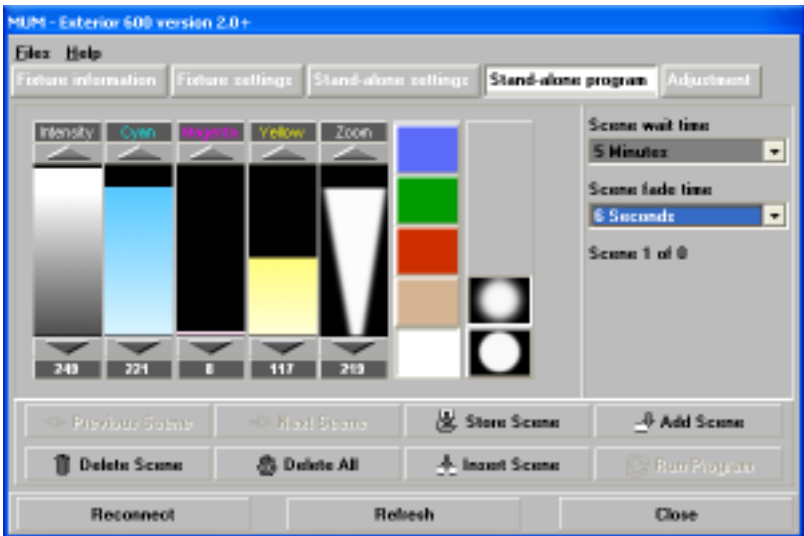 MUM - Exterior 600 version 2.0+
Files Help
Fixture information Fixture settings Stand-alone settings Stand-alone program Adjustment
Intensity Cyan Magenta Yellow Zoom
Scene wait time
5 Minutes
Scene fade time
6 Seconds
Scene 1 of 0
249 221 8 117 219
Previous Scene Next Scene Store Scene Add Scene
Delete Scene Delete All Insert Scene Run Program
Reconnect Refresh Close